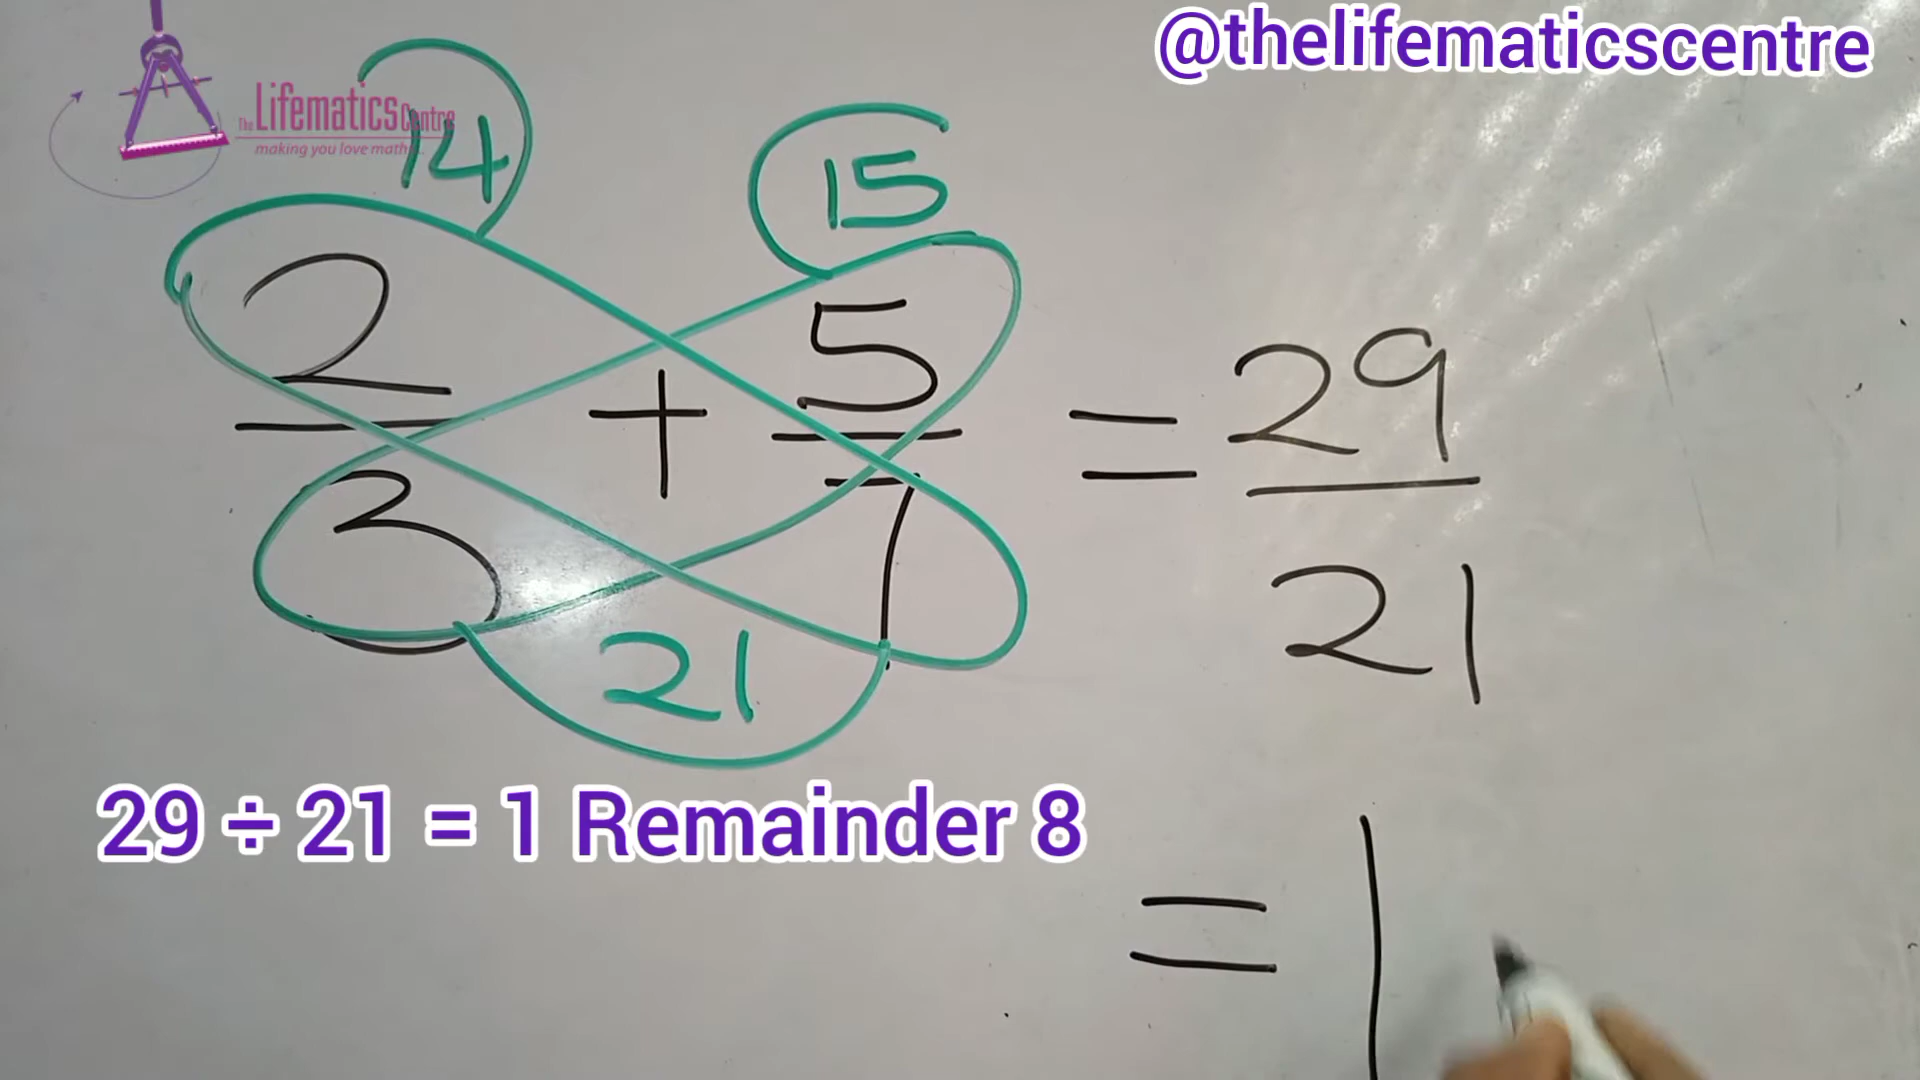 @thelifematicscentre
The Lifematics Centre
making you love maths..
14
15
2/3 + 5/7 = 29/21
21
29 ÷ 21 = 1 Remainder 8
= 1